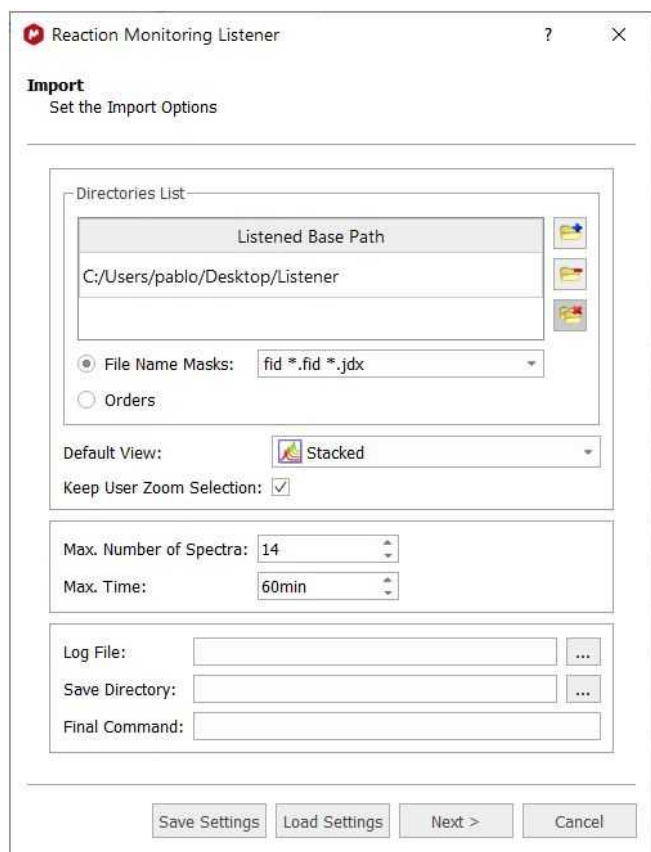 Reaction Monitoring Listener ?
Import
Set the Import Options
Directories List
Listened Base Path
C:/Users/pablo/Desktop/Listener
File Name Masks: fid *.fid *.jdx
Orders
Default View: Stacked
Keep User Zoom Selection:
Max. Number of Spectra: 14
Max. Time: 60min
Log File: ...
Save Directory: ...
Final Command:
Save Settings Load Settings Next > Cancel